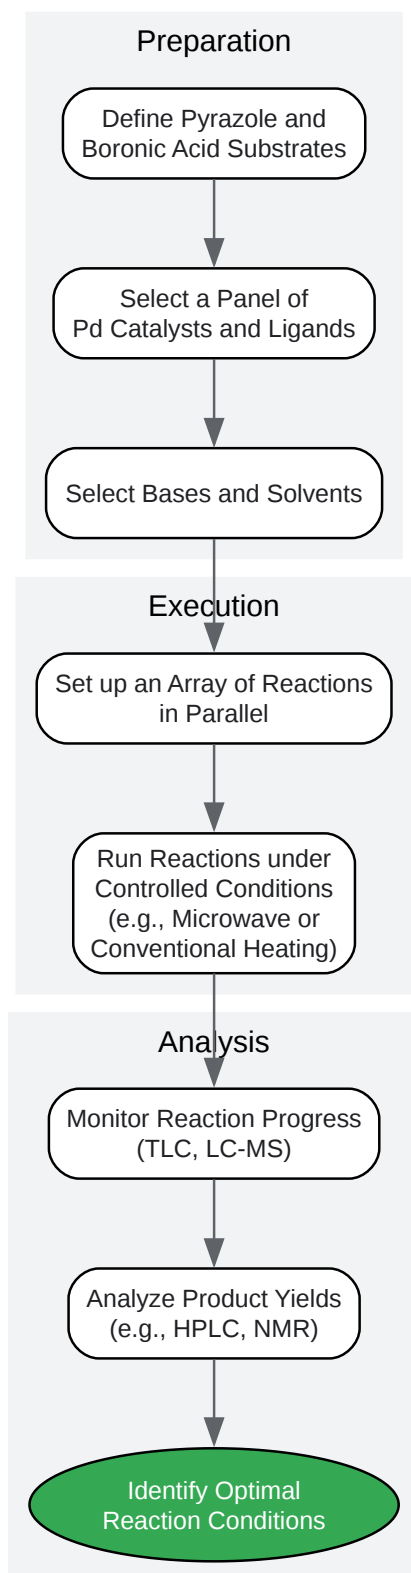 Preparation
Define Pyrazole and
Boronic Acid Substrates
Select a Panel of
Pd Catalysts and Ligands
Select Bases and Solvents
Execution
Set up an Array of Reactions
in Parallel
Run Reactions under
Controlled Conditions
(e.g., Microwave or
Conventional Heating)
Analysis
Monitor Reaction Progress
(TLC, LC-MS)
Analyze Product Yields
(e.g., HPLC, NMR)
Identify Optimal
Reaction Conditions